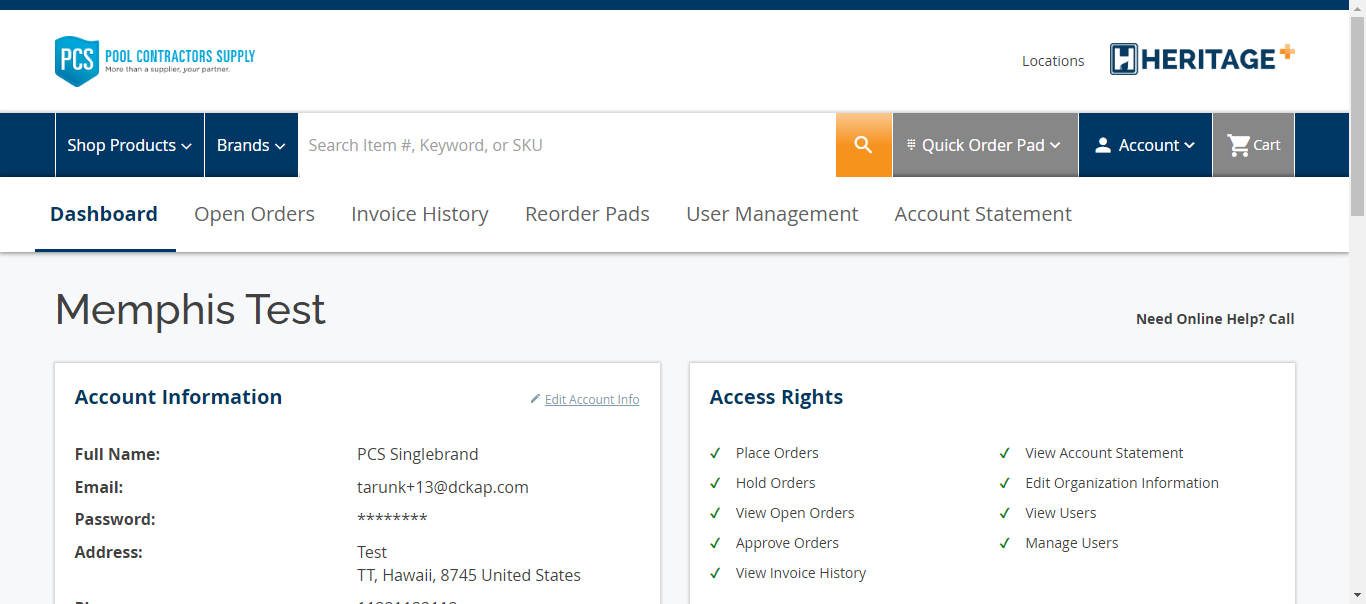 PCS POOL CONTRACTORS SUPPLY
More than a supplier, your partner.
Locations
HERITAGE+
Shop Products
Brands
Search Item #, Keyword, or SKU
Quick Order Pad
Account
Cart
Dashboard
Open Orders
Invoice History
Reorder Pads
User Management
Account Statement
Memphis Test
Need Online Help? Call
Account Information
Edit Account Info
Full Name: PCS Singlebrand
Email: tarunk+13@dckap.com
Password: ********
Address: Test
TT, Hawaii, 8745 United States
Access Rights
✓ Place Orders
✓ Hold Orders
✓ View Open Orders
✓ Approve Orders
✓ View Invoice History
✓ View Account Statement
✓ Edit Organization Information
✓ View Users
✓ Manage Users